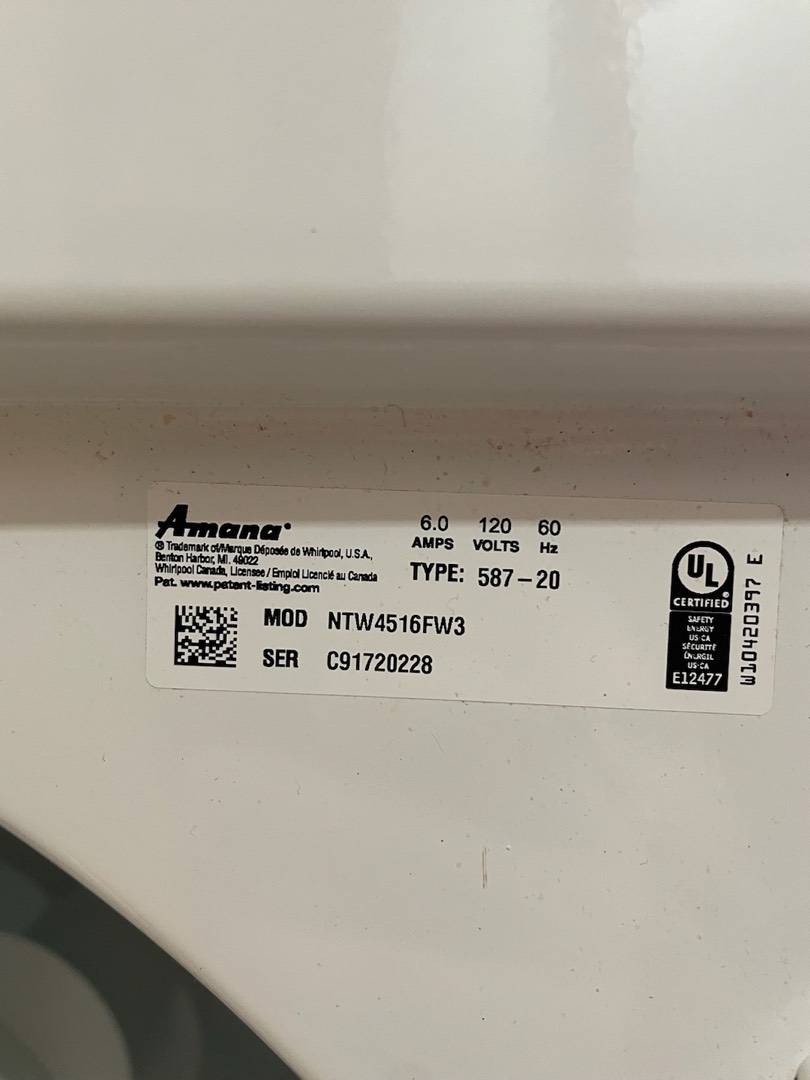 Amana®
® Trademark of/Marque Déposée de Whirlpool, U.S.A.,
Benton Harbor, MI. 49022
Whirlpool Canada, Licensee / Emploi Licencié au Canada
Pat. www.patent-listing.com
6.0 120 60
AMPS VOLTS Hz
TYPE: 587-20
MOD NTW4516FW3
SER C91720228
UL
CERTIFIED®
SAFETY
ENERGY
US-CA
SÉCURITÉ
ÉNERGIE
US-CA
E12477
W10420397 E